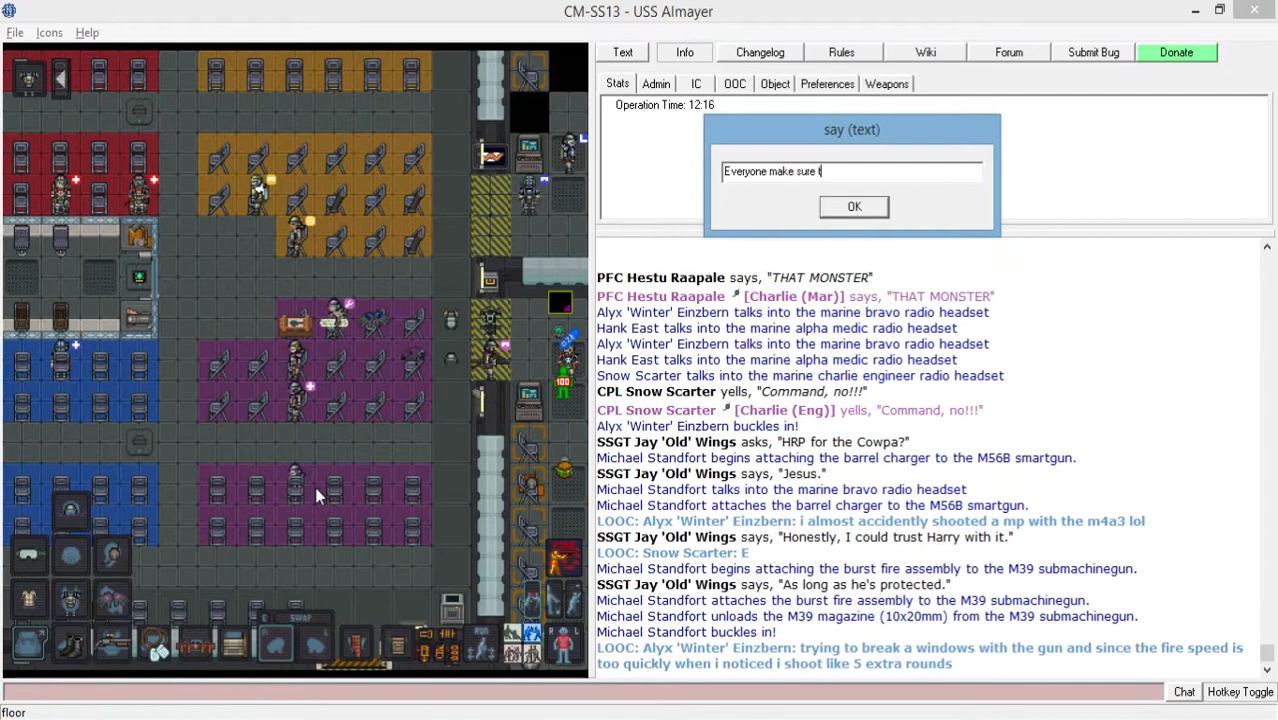 CM-SS13 - USS Almayer
File Icons Help
Text Info Changelog Rules Wiki Forum Submit Bug Donate
Stats Admin IC OOC Object Preferences Weapons
Operation Time: 12:16
say (text)
Everyone make sure t
OK
PFC Hestu Raapale says, "THAT MONSTER"
PFC Hestu Raapale [Charlie (Mar)] says, "THAT MONSTER"
Alyx 'Winter' Einzbern talks into the marine bravo radio headset
Hank East talks into the marine alpha medic radio headset
Alyx 'Winter' Einzbern talks into the marine bravo radio headset
Hank East talks into the marine alpha medic radio headset
Snow Scarter talks into the marine charlie engineer radio headset
CPL Snow Scarter yells, "Command, no!!!"
CPL Snow Scarter [Charlie (Eng)] yells, "Command, no!!!"
Alyx 'Winter' Einzbern buckles in!
SSGT Jay 'Old' Wings asks, "HRP for the Cowpa?"
Michael Standfort begins attaching the barrel charger to the M56B smartgun.
SSGT Jay 'Old' Wings says, "Jesus."
Michael Standfort talks into the marine bravo radio headset
Michael Standfort attaches the barrel charger to the M56B smartgun.
LOOC: Alyx 'Winter' Einzbern: i almost accidently shooted a mp with the m4a3 lol
SSGT Jay 'Old' Wings says, "Honestly, I could trust Harry with it."
LOOC: Snow Scarter: E
Michael Standfort begins attaching the burst fire assembly to the M39 submachinegun.
SSGT Jay 'Old' Wings says, "As long as he's protected."
Michael Standfort attaches the burst fire assembly to the M39 submachinegun.
Michael Standfort unloads the M39 magazine (10x20mm) from the M39 submachinegun.
Michael Standfort buckles in!
LOOC: Alyx 'Winter' Einzbern: trying to break a windows with the gun and since the fire speed is
too quickly when i noticed i shoot like 5 extra rounds
100
E SWAP
R L
RUN
R L
Chat Hotkey Toggle
floor